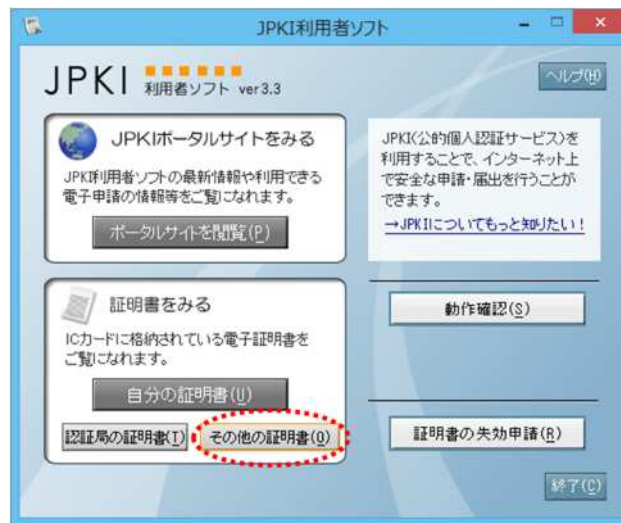 JPKI利用者ソフト
JPKI 利用者ソフト ver3.3
ヘルプ(H)
JPKIポータルサイトをみる
JPKI利用者ソフトの最新情報や利用できる
電子申請の情報等をご覧になれます。
ポータルサイトを閲覧(P)
JPKI(公的個人認証サービス)を
利用することで、インターネット上
で安全な申請・届出を行うことが
できます。
→JPKIについてもっと知りたい!
証明書をみる
ICカードに格納されている電子証明書を
ご覧になれます。
自分の証明書(U)
認証局の証明書(T)
その他の証明書(O)
動作確認(S)
証明書の失効申請(R)
終了(C)